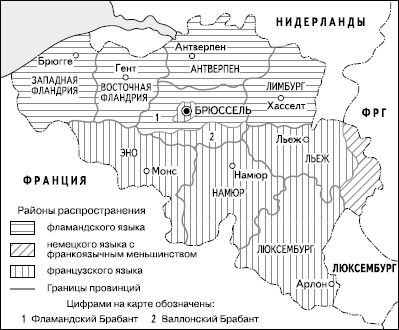 НИДЕРЛАНДЫ
Антверпен
Брюгге
Гент
АНТВЕРПЕН
ЗАПАДНАЯ
ФЛАНДРИЯ
ВОСТОЧНАЯ
ФЛАНДРИЯ
ЛИМБУРГ
Хасселт
БРЮССЕЛЬ
ФРГ
1
2
ЭНО
Льеж
ЛЬЕЖ
Монс
Намюр
НАМЮР
ФРАНЦИЯ
ЛЮКСЕМБУРГ
ЛЮКСЕМБУРГ
Арлон
Районы распространения
фламандского языка
немецкого языка с
франкоязычным меньшинством
французского языка
Границы провинций
Цифрами на карте обозначены:
1 Фламандский Брабант 2 Валлонский Брабант